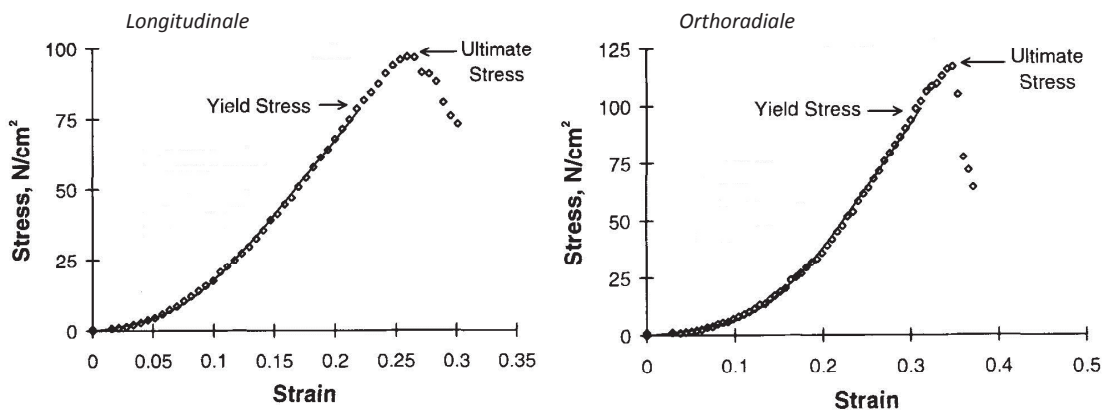 Longitudinale
100
75
50
25
0
Stress, N/cm²
Yield Stress
Ultimate
Stress
0 0.05 0.1 0.15 0.2 0.25 0.3 0.35
Strain
Orthoradiale
125
100
75
50
25
0
Stress, N/cm²
Yield Stress
Ultimate
Stress
0 0.1 0.2 0.3 0.4 0.5
Strain